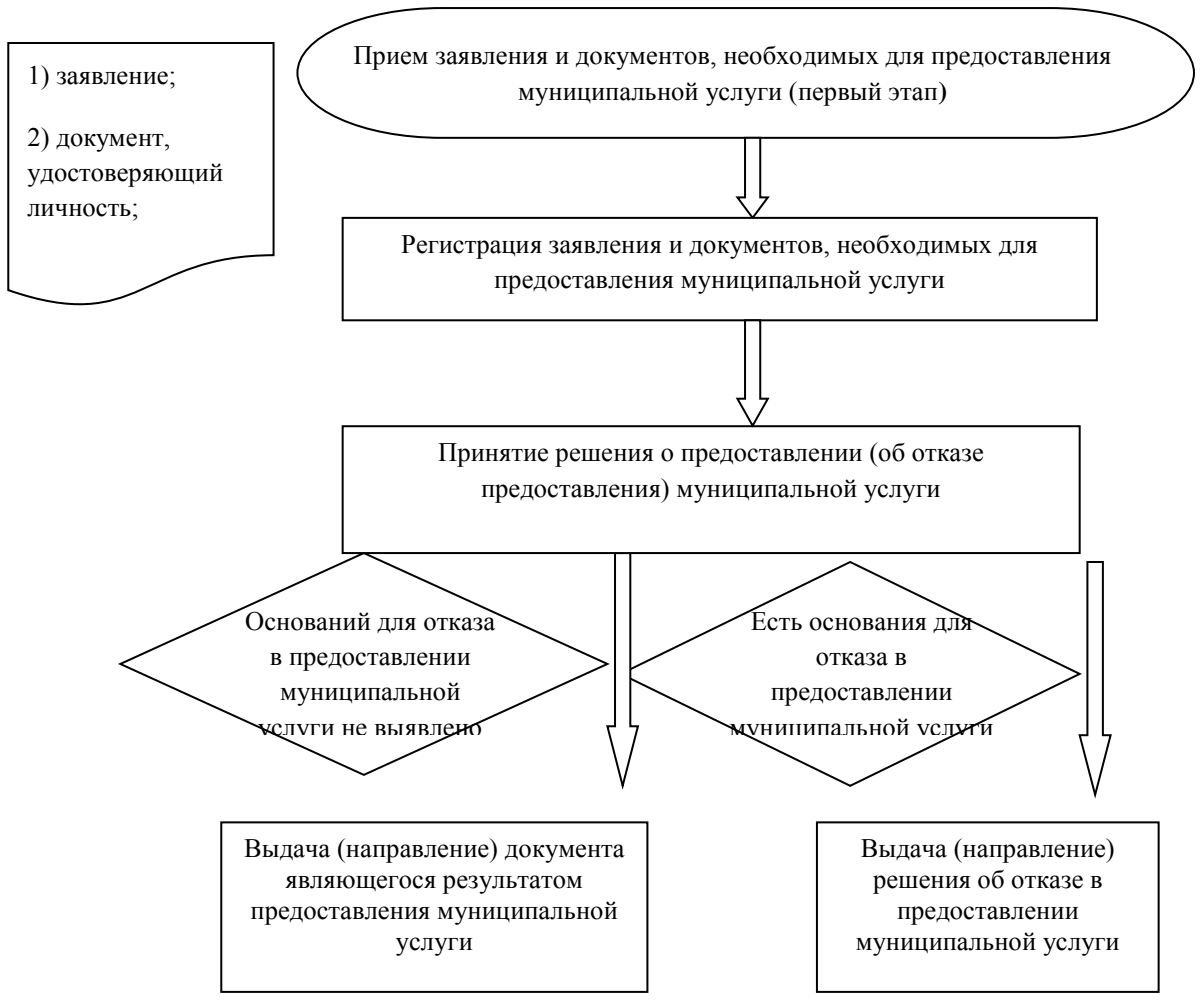 1) заявление;
2) документ,
удостоверяющий
личность;
Прием заявления и документов, необходимых для предоставления
муниципальной услуги (первый этап)
Регистрация заявления и документов, необходимых для
предоставления муниципальной услуги
Принятие решения о предоставлении (об отказе
предоставления) муниципальной услуги
Оснований для отказа
в предоставлении
муниципальной
услуги не выявлено
Есть основания для
отказа в
предоставлении
муниципальной услуги
Выдача (направление) документа
являющегося результатом
предоставления муниципальной
услуги
Выдача (направление)
решения об отказе в
предоставлении
муниципальной услуги